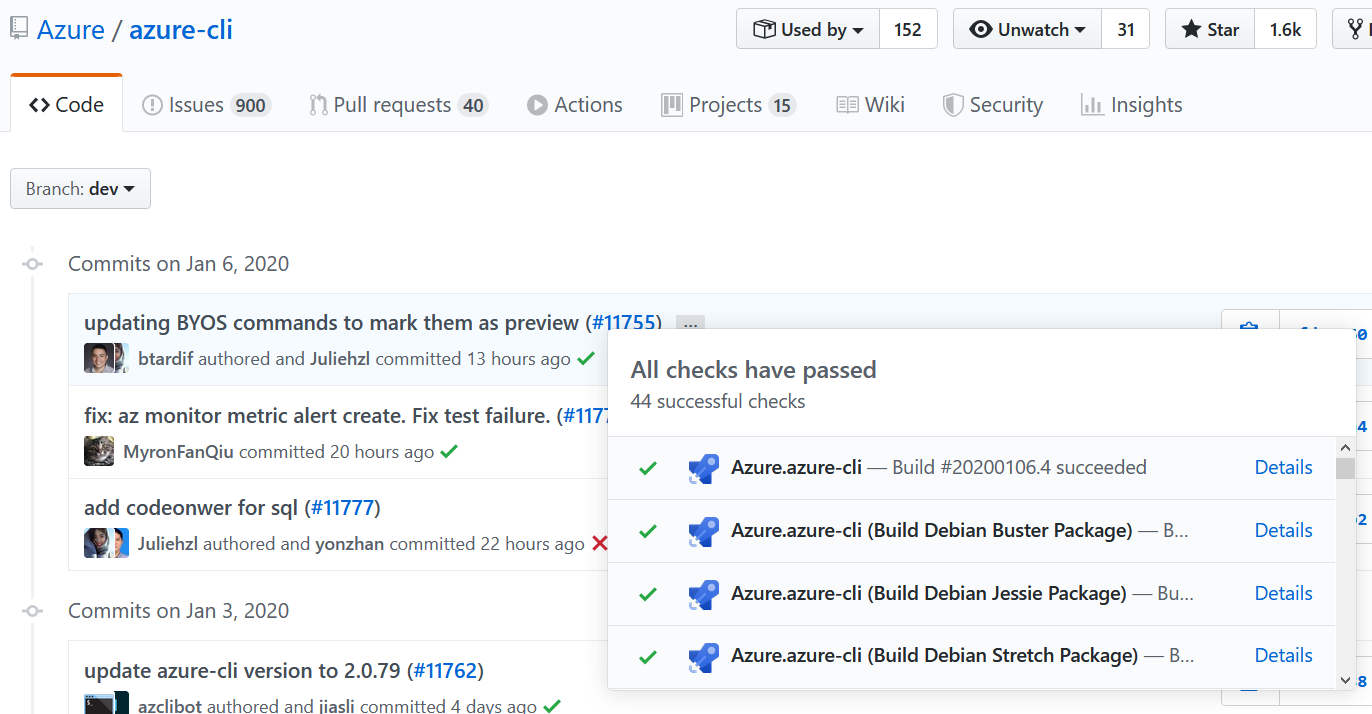 Azure / azure-cli
Used by 152
Unwatch 31
Star 1.6k
Code
Issues 900
Pull requests 40
Actions
Projects 15
Wiki
Security
Insights
Branch: dev
Commits on Jan 6, 2020
updating BYOS commands to mark them as preview (#11755) ...
btardif authored and Juliehzl committed 13 hours ago
fix: az monitor metric alert create. Fix test failure. (#117
MyronFanQiu committed 20 hours ago
add codeonwer for sql (#11777)
Juliehzl authored and yonzhan committed 22 hours ago
Commits on Jan 3, 2020
update azure-cli version to 2.0.79 (#11762)
azclibot authored and jiasli committed 4 days ago
All checks have passed
44 successful checks
Azure.azure-cli — Build #20200106.4 succeeded Details
Azure.azure-cli (Build Debian Buster Package) — B... Details
Azure.azure-cli (Build Debian Jessie Package) — Bu... Details
Azure.azure-cli (Build Debian Stretch Package) — B... Details